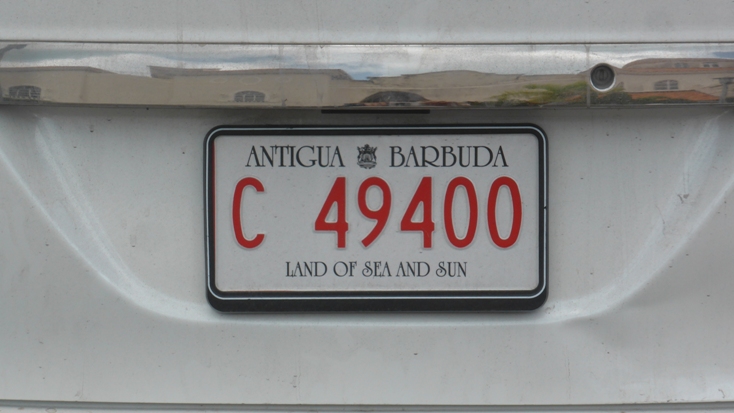 ANTIGUA BARBUDA
C 49400
LAND OF SEA AND SUN